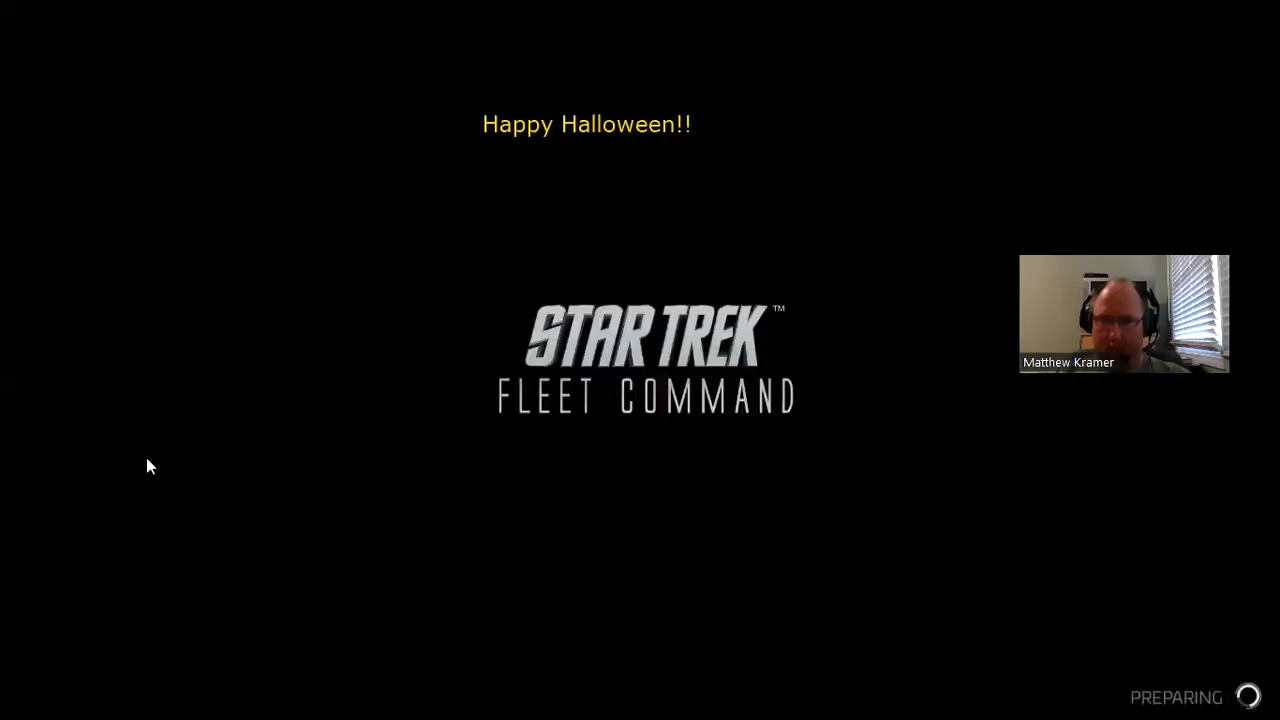 Happy Halloween!!
STAR TREK™
FLEET COMMAND
Matthew Kramer
PREPARING